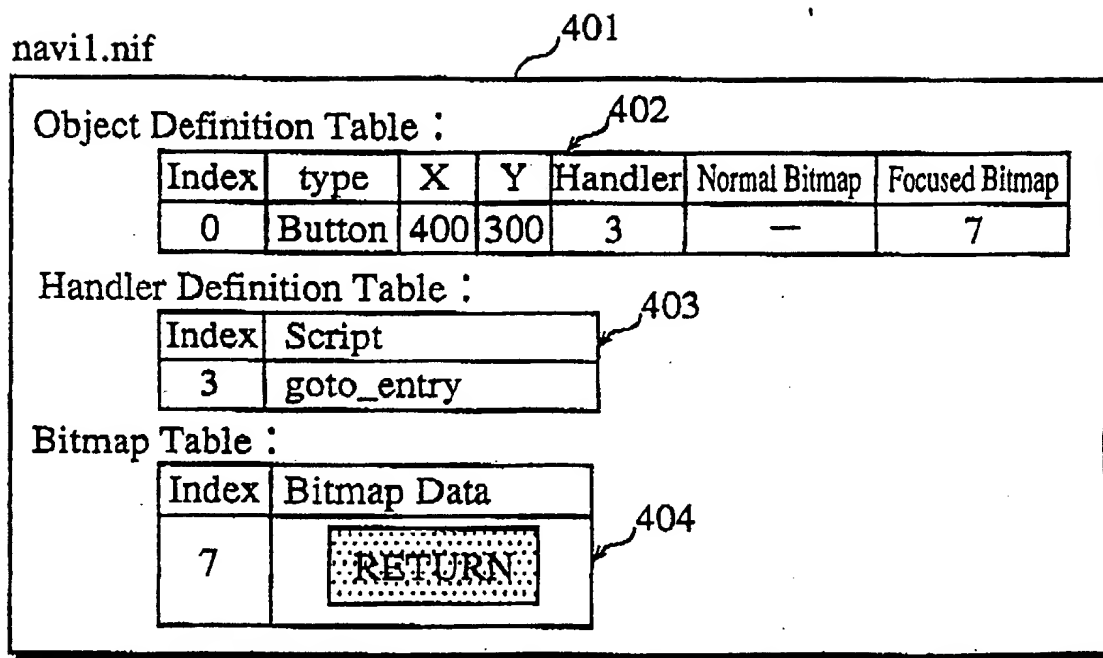 navi1.nif
401
Object Definition Table :
402
Index type X Y Handler Normal Bitmap Focused Bitmap
0 Button 400 300 3 — 7
Handler Definition Table :
403
Index Script
3 goto_entry
Bitmap Table :
Index Bitmap Data
404
7 RETURN